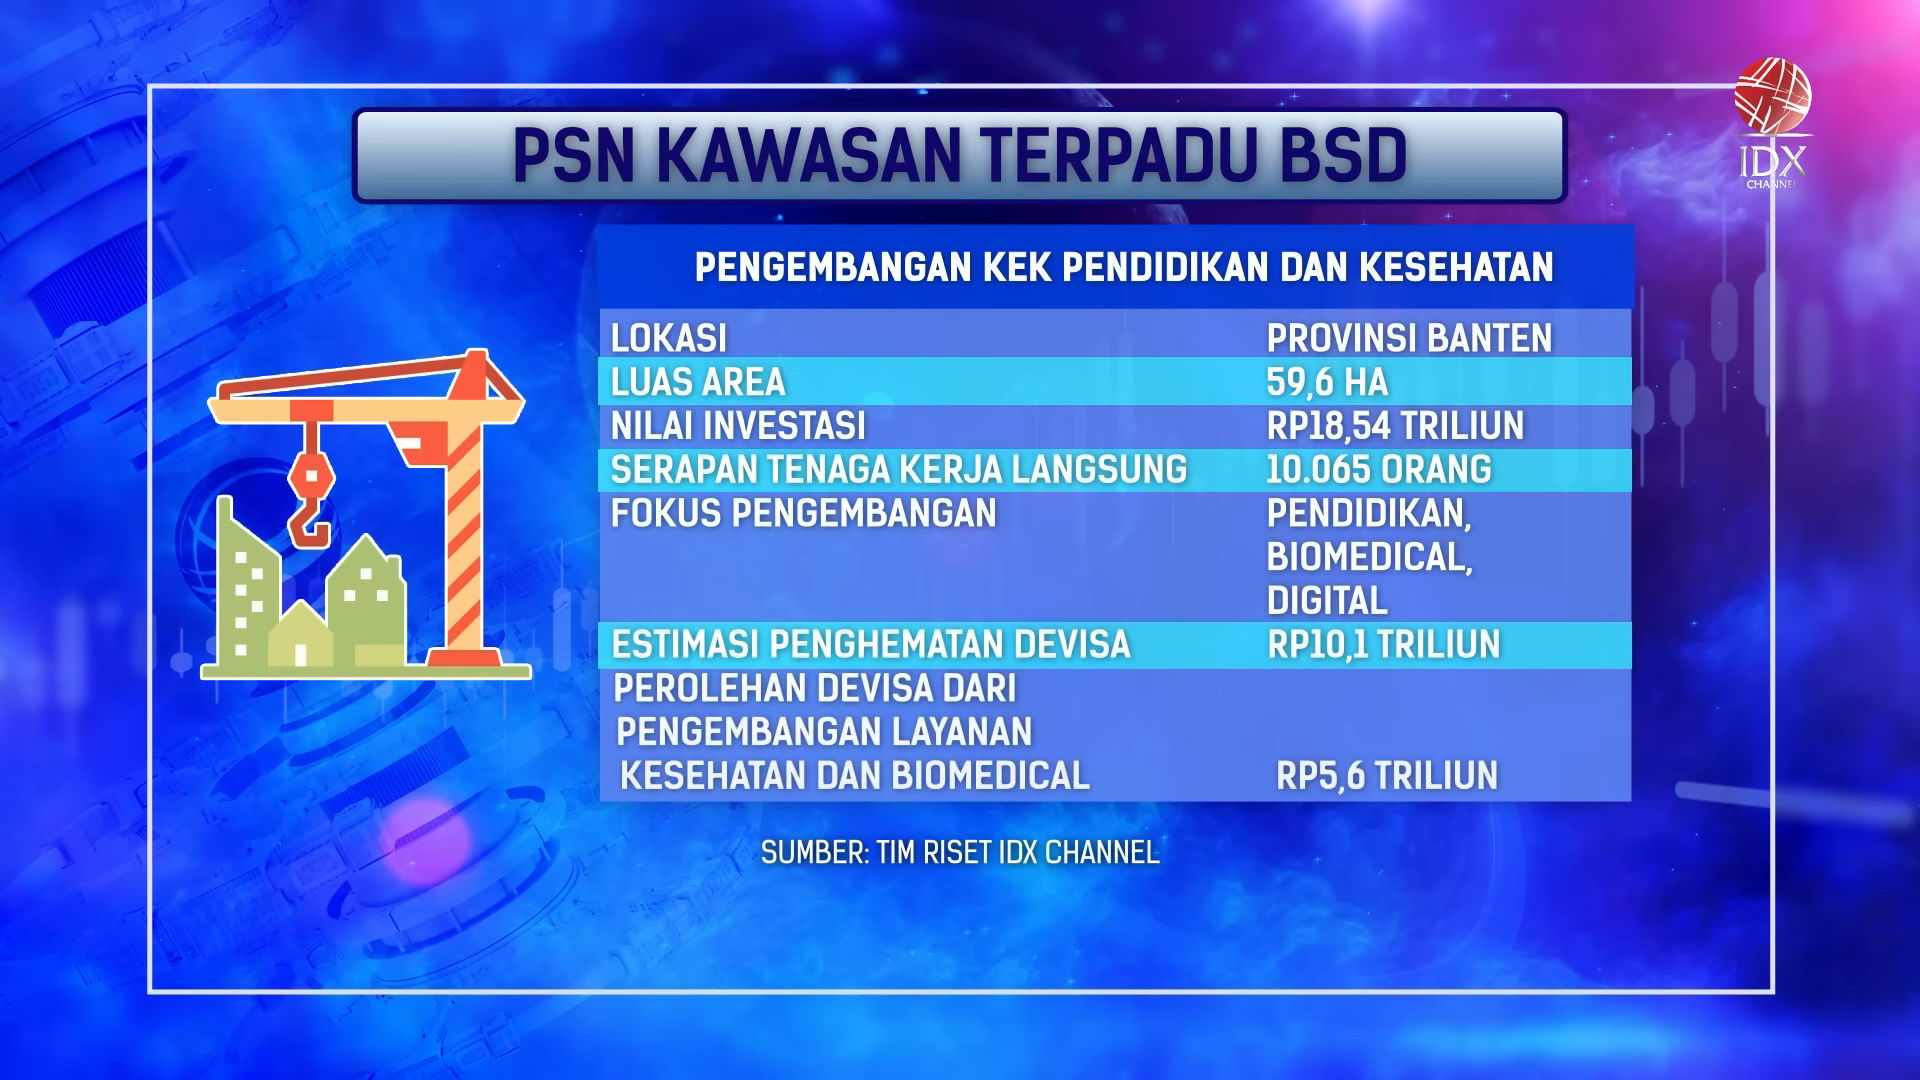 IDX
CHANNEL
PSN KAWASAN TERPADU BSD
PENGEMBANGAN KEK PENDIDIKAN DAN KESEHATAN
LOKASI PROVINSI BANTEN
LUAS AREA 59,6 HA
NILAI INVESTASI RP18,54 TRILIUN
SERAPAN TENAGA KERJA LANGSUNG 10.065 ORANG
FOKUS PENGEMBANGAN PENDIDIKAN,
BIOMEDICAL,
DIGITAL
ESTIMASI PENGHEMATAN DEVISA RP10,1 TRILIUN
PEROLEHAN DEVISA DARI
PENGEMBANGAN LAYANAN
KESEHATAN DAN BIOMEDICAL RP5,6 TRILIUN
SUMBER: TIM RISET IDX CHANNEL